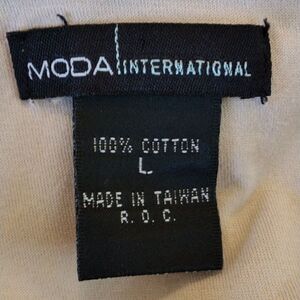 MODA INTERNATIONAL
100% COTTON
L
MADE IN TAIWAN
R. O. C.